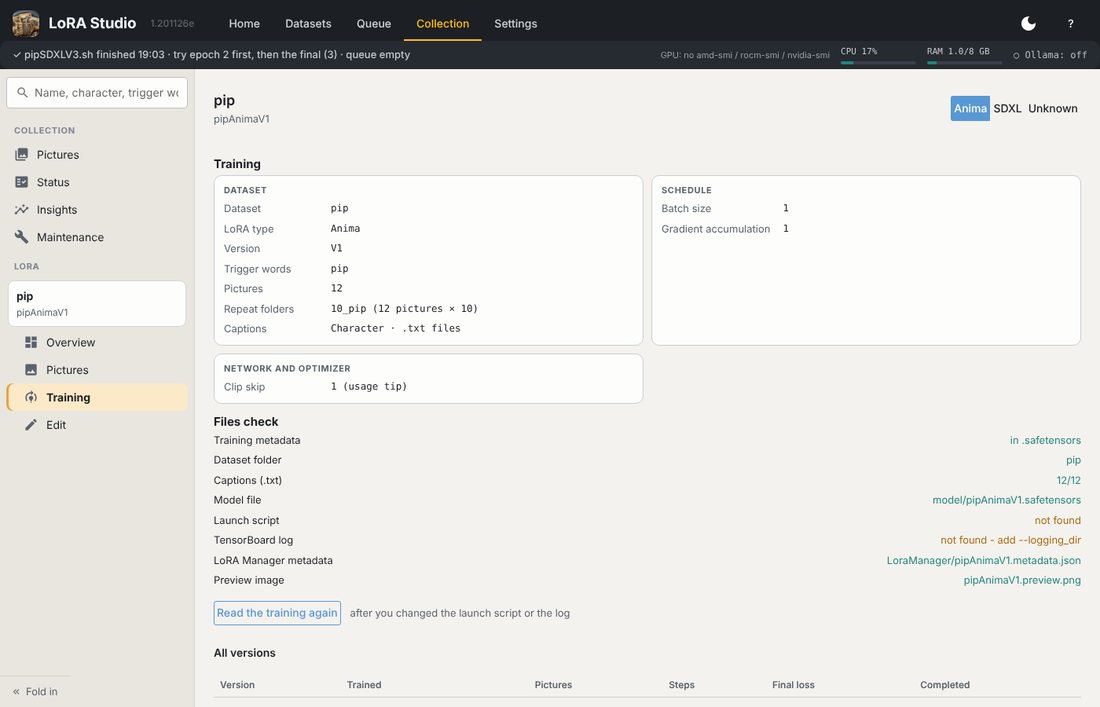 LoRA Studio 1.201126e Home Datasets Queue Collection Settings ?
✓ pipSDXLV3.sh finished 19:03 · try epoch 2 first, then the final (3) · queue empty GPU: no amd-smi / rocm-smi / nvidia-smi CPU 17% RAM 1.0/8 GB Ollama: off
Name, character, trigger wo
COLLECTION
Pictures
Status
Insights
Maintenance
LORA
pip
pipAnimaV1
Overview
Pictures
Training
Edit
« Fold in
pip
pipAnimaV1
Anima SDXL Unknown
Training
DATASET
Dataset pip
LoRA type Anima
Version V1
Trigger words pip
Pictures 12
Repeat folders 10_pip (12 pictures × 10)
Captions Character · .txt files
SCHEDULE
Batch size 1
Gradient accumulation 1
NETWORK AND OPTIMIZER
Clip skip 1 (usage tip)
Files check
Training metadata in .safetensors
Dataset folder pip
Captions (.txt) 12/12
Model file model/pipAnimaV1.safetensors
Launch script not found
TensorBoard log not found - add --logging_dir
LoRA Manager metadata LoraManager/pipAnimaV1.metadata.json
Preview image pipAnimaV1.preview.png
Read the training again after you changed the launch script or the log
All versions
Version Trained Pictures Steps Final loss Completed